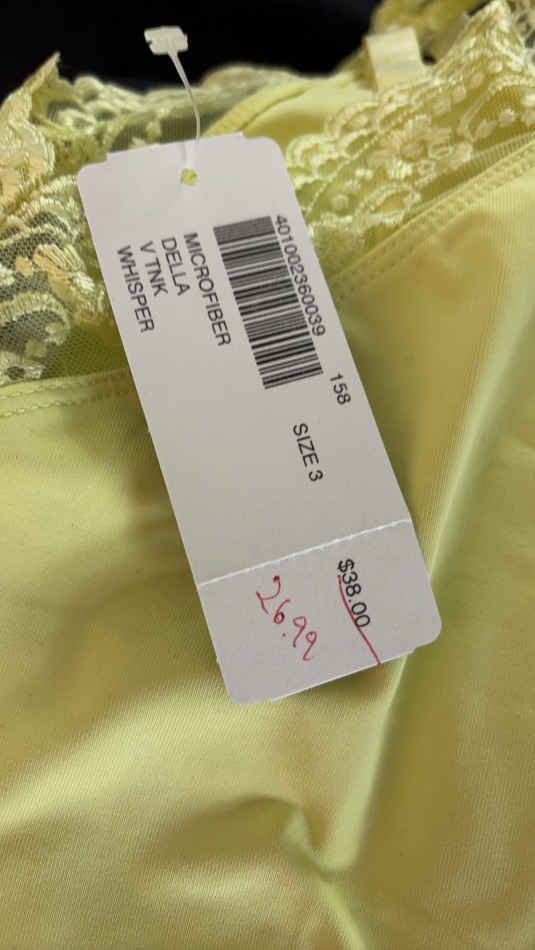 401002360039
158
MICROFIBER
DELLA
V TNK
WHISPER
SIZE 3
$38.00
26.99